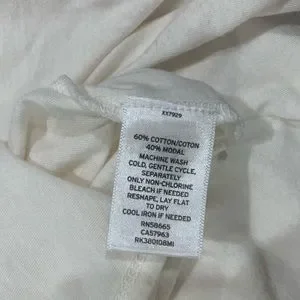 XX7929
60% COTTON/COTON
40% MODAL
MACHINE WASH
COLD, GENTLE CYCLE,
SEPARATELY
ONLY NON-CHLORINE
BLEACH IF NEEDED
RESHAPE, LAY FLAT
TO DRY
COOL IRON IF NEEDED
RN58665
CA57963
RK380108MI